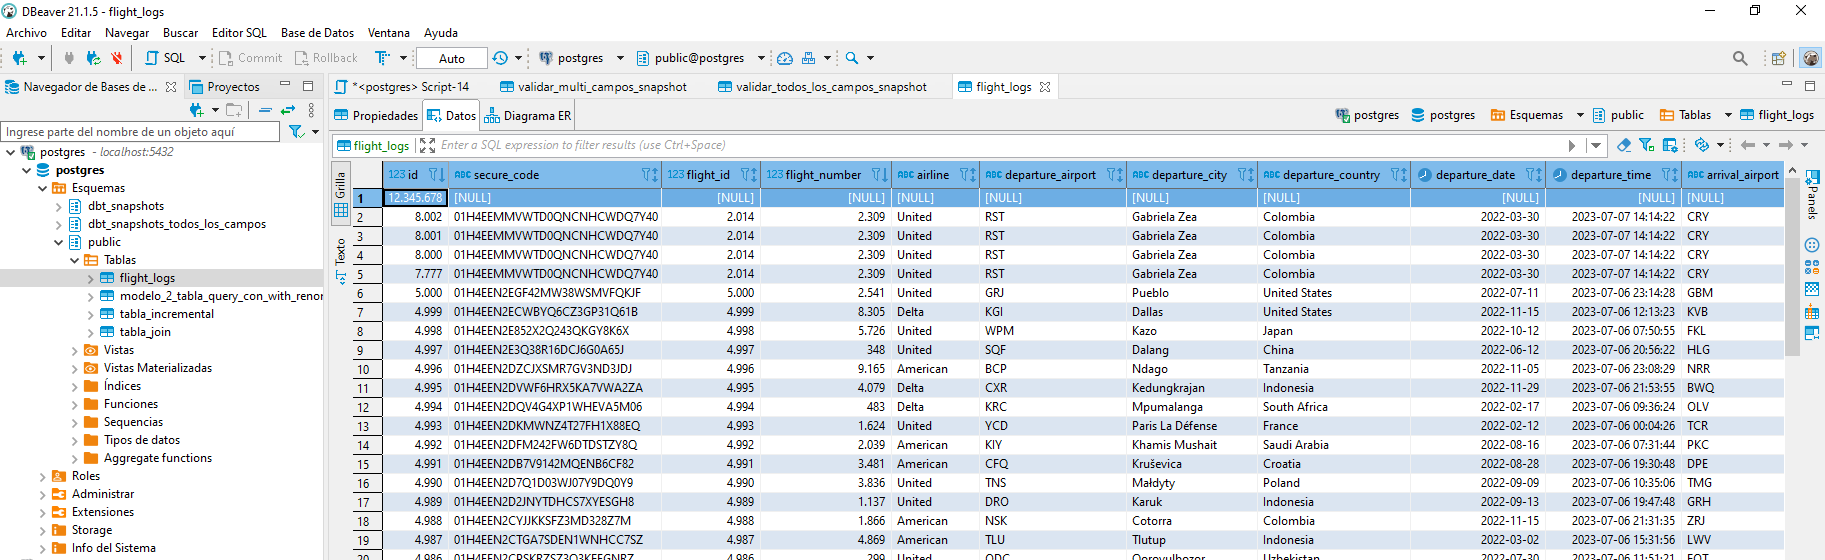 DBeaver 21.1.5 - flight_logs
Archivo Editar Navegar Buscar Editor SQL Base de Datos Ventana Ayuda
SQL Commit Rollback Auto postgres public@postgres
Navegador de Bases de ... Proyectos *<postgres> Script-14 validar_multi_campos_snapshot validar_todos_los_campos_snapshot flight_logs
Propiedades Datos Diagrama ER postgres postgres Esquemas public Tablas flight_logs
Ingrese parte del nombre de un objeto aquí
flight_logs Enter a SQL expression to filter results (use Ctrl+Space)
postgres - localhost:5432
postgres
Esquemas
dbt_snapshots
dbt_snapshots_todos_los_campos
public
Tablas
flight_logs
modelo_2_tabla_query_con_with_renor
tabla_incremental
tabla_join
Vistas
Vistas Materializadas
Índices
Funciones
Sequencias
Tipos de datos
Aggregate functions
Roles
Administrar
Extensiones
Storage
Info del Sistema
Grilla
Texto
Panels
123 id ABC secure_code 123 flight_id 123 flight_number ABC airline ABC departure_airport ABC departure_city ABC departure_country departure_date departure_time ABC arrival_airport
1 12.345.678 [NULL] [NULL] [NULL] [NULL] [NULL] [NULL] [NULL] [NULL] [NULL] [NULL]
2 8.002 01H4EEMMVWTD0QNCNHCWDQ7Y40 2.014 2.309 United RST Gabriela Zea Colombia 2022-03-30 2023-07-07 14:14:22 CRY
3 8.001 01H4EEMMVWTD0QNCNHCWDQ7Y40 2.014 2.309 United RST Gabriela Zea Colombia 2022-03-30 2023-07-07 14:14:22 CRY
4 8.000 01H4EEMMVWTD0QNCNHCWDQ7Y40 2.014 2.309 United RST Gabriela Zea Colombia 2022-03-30 2023-07-07 14:14:22 CRY
5 7.777 01H4EEMMVWTD0QNCNHCWDQ7Y40 2.014 2.309 United RST Gabriela Zea Colombia 2022-03-30 2023-07-07 14:14:22 CRY
6 5.000 01H4EEN2EGF42MW38WSMVFQKJF 5.000 2.541 United GRJ Pueblo United States 2022-07-11 2023-07-06 23:14:28 GBM
7 4.999 01H4EEN2ECWBYQ6CZ3GP31Q61B 4.999 8.305 Delta KGI Dallas United States 2022-11-15 2023-07-06 12:13:23 KVB
8 4.998 01H4EEN2E852X2Q243QKGY8K6X 4.998 5.726 United WPM Kazo Japan 2022-10-12 2023-07-06 07:50:55 FKL
9 4.997 01H4EEN2E3Q38R16DCJ6G0A65J 4.997 348 United SQF Dalang China 2022-06-12 2023-07-06 20:56:22 HLG
10 4.996 01H4EEN2DZCJXSMR7GV3ND3JDJ 4.996 9.165 American BCP Ndago Tanzania 2022-11-05 2023-07-06 23:08:29 NRR
11 4.995 01H4EEN2DVWF6HRX5KA7VWA2ZA 4.995 4.079 Delta CXR Kedungkrajan Indonesia 2022-11-29 2023-07-06 21:53:55 BWQ
12 4.994 01H4EEN2DQV4G4XP1WHEVA5M06 4.994 483 Delta KRC Mpumalanga South Africa 2022-02-17 2023-07-06 09:36:24 OLV
13 4.993 01H4EEN2DKMWNZ4T27FH1X88EQ 4.993 1.624 United YCD Paris La Défense France 2022-02-12 2023-07-06 00:04:26 TCR
14 4.992 01H4EEN2DFM242FW6DTDSTZY8Q 4.992 2.039 American KIY Khamis Mushait Saudi Arabia 2022-08-16 2023-07-06 07:31:44 PKC
15 4.991 01H4EEN2DB7V9142MQENB6CF82 4.991 3.481 American CFQ Kruševica Croatia 2022-08-28 2023-07-06 19:30:48 DPE
16 4.990 01H4EEN2D7Q1D03WJ07Y9DQ0Y9 4.990 3.836 United TNS Małdyty Poland 2022-09-09 2023-07-06 10:35:06 TMG
17 4.989 01H4EEN2D2JNYTDHCS7XYESGH8 4.989 1.137 United DRO Karuk Indonesia 2022-09-13 2023-07-06 19:47:48 GRH
18 4.988 01H4EEN2CYJJKKSFZ3MD328Z7M 4.988 1.866 American NSK Cotorra Colombia 2022-11-15 2023-07-06 21:31:35 ZRJ
19 4.987 01H4EEN2CTGA7SDEN1WNHCC7SZ 4.987 4.869 American TLU Tlutup Indonesia 2022-03-02 2023-07-06 15:31:56 LWV